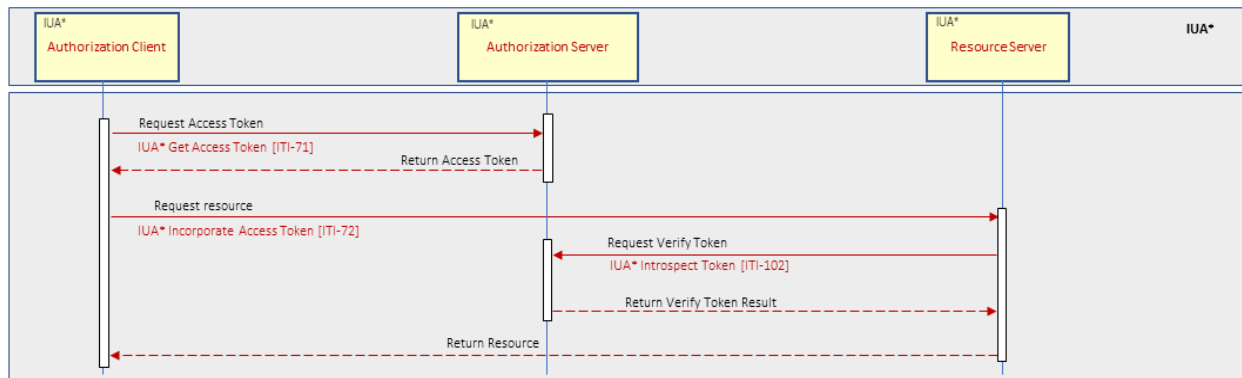 IUA*
Authorization Client
IUA*
Authorization Server
IUA*
Resource Server
IUA*
Request Access Token
IUA* Get Access Token [ITI-71]
Return Access Token
Request resource
IUA* Incorporate Access Token [ITI-72]
Request Verify Token
IUA* Introspect Token [ITI-102]
Return Verify Token Result
Return Resource